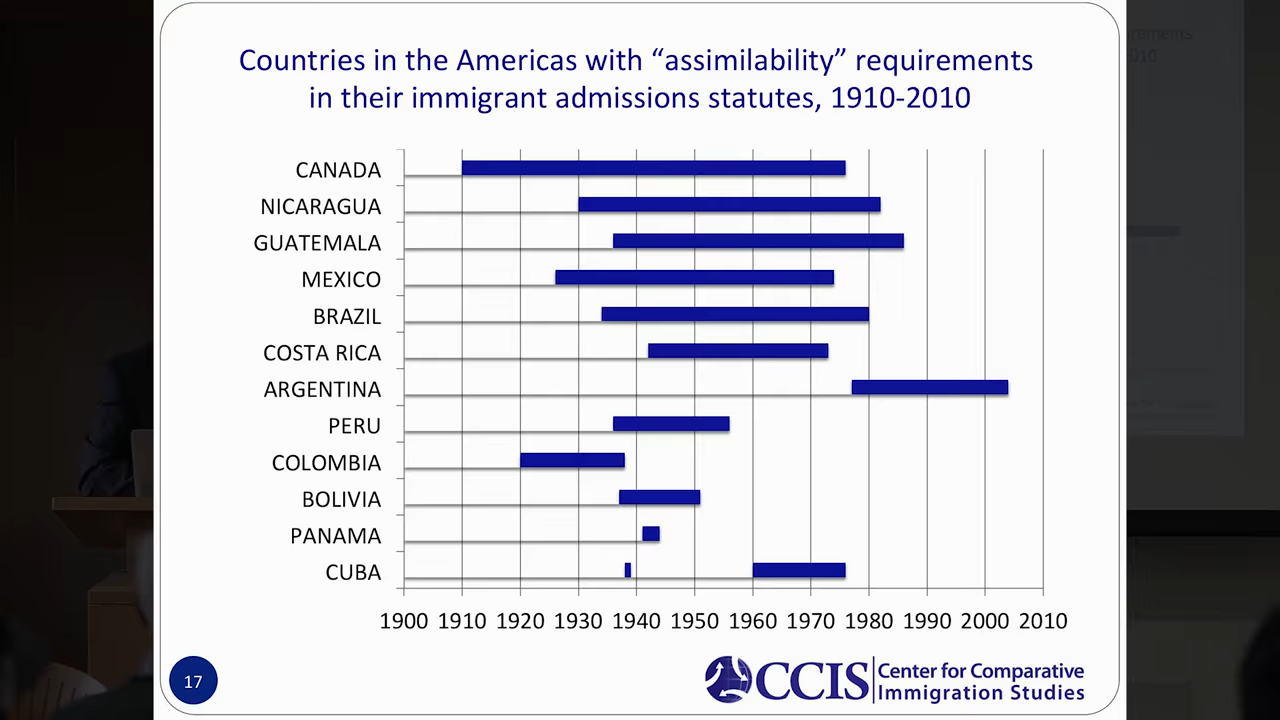 Countries in the Americas with “assimilability” requirements
in their immigrant admissions statutes, 1910-2010
CANADA
NICARAGUA
GUATEMALA
MEXICO
BRAZIL
COSTA RICA
ARGENTINA
PERU
COLOMBIA
BOLIVIA
PANAMA
CUBA
1900 1910 1920 1930 1940 1950 1960 1970 1980 1990 2000 2010
17
CCIS
Center for Comparative
Immigration Studies